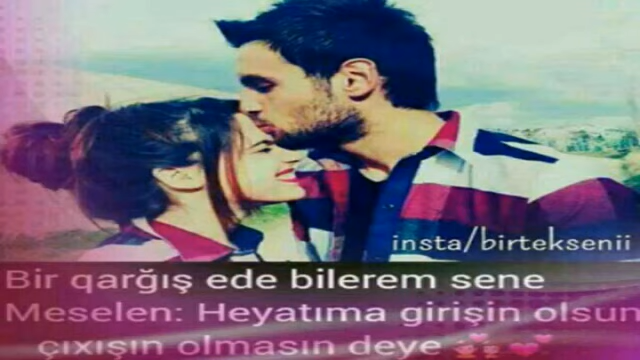 insta/birteksenii
Bir qarğış ede bilerem sene
Meselen: Heyatıma girişin olsun
çıxışın olmasın deye